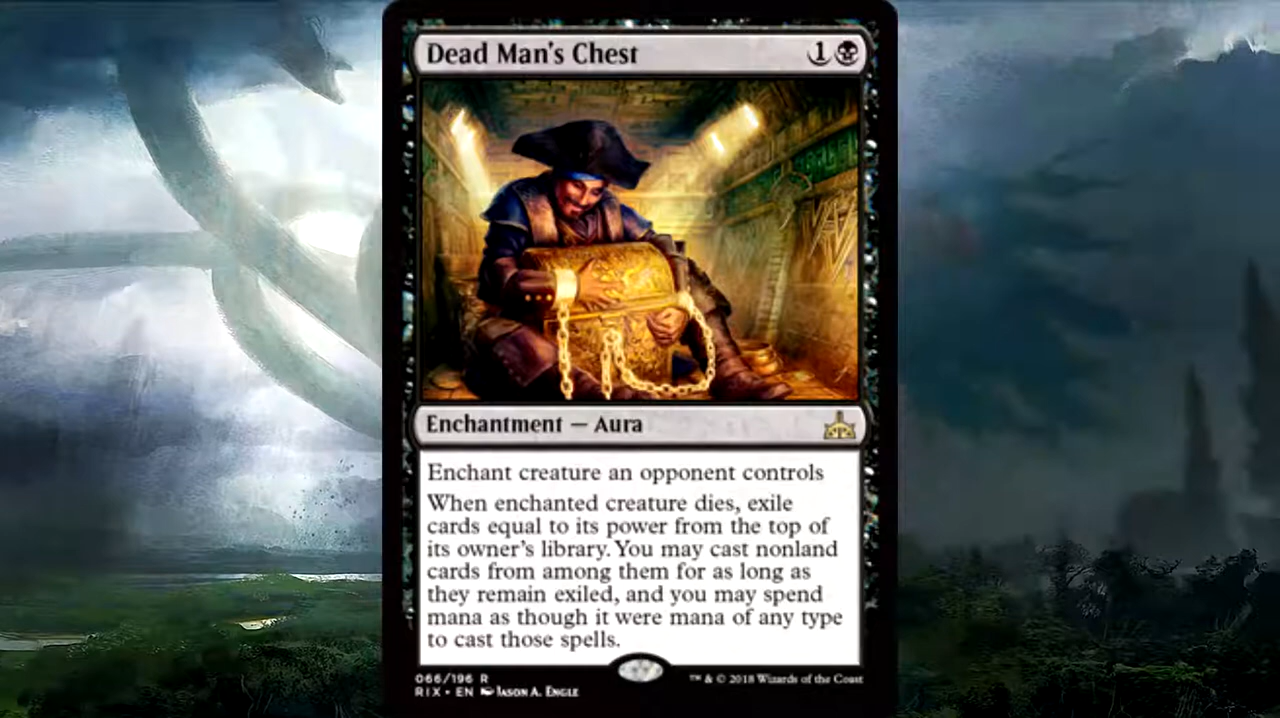 Dead Man's Chest 1
Enchantment — Aura
Enchant creature an opponent controls
When enchanted creature dies, exile
cards equal to its power from the top of
its owner's library. You may cast nonland
cards from among them for as long as
they remain exiled, and you may spend
mana as though it were mana of any type
to cast those spells.
066/196 R
RIX • EN Jason A. Engle
™ & © 2018 Wizards of the Coast